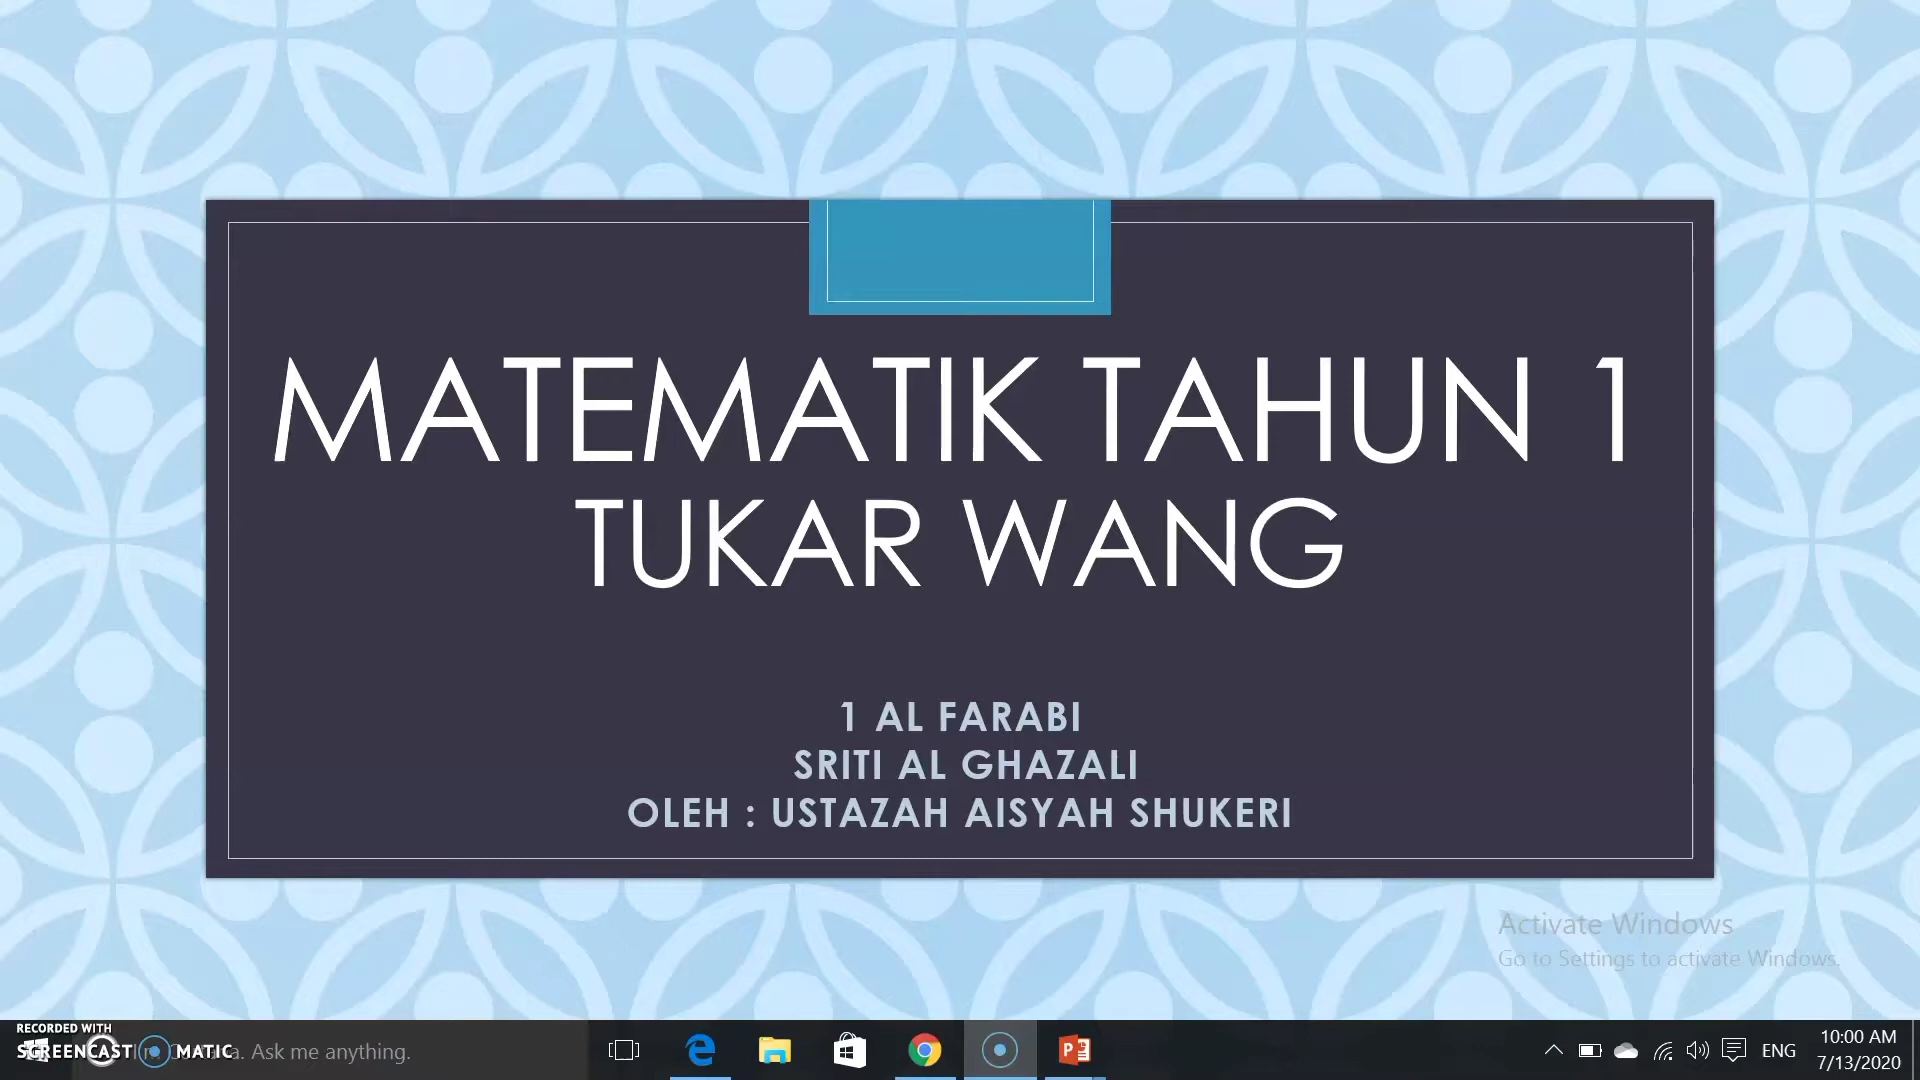 MATEMATIK TAHUN 1
TUKAR WANG
1 AL FARABI
SRITI AL GHAZALI
OLEH : USTAZAH AISYAH SHUKERI
Activate Windows
Go to Settings to activate Windows.
RECORDED WITH
SCREENCAST MATIC
a. Ask me anything.
ENG
10:00 AM
7/13/2020